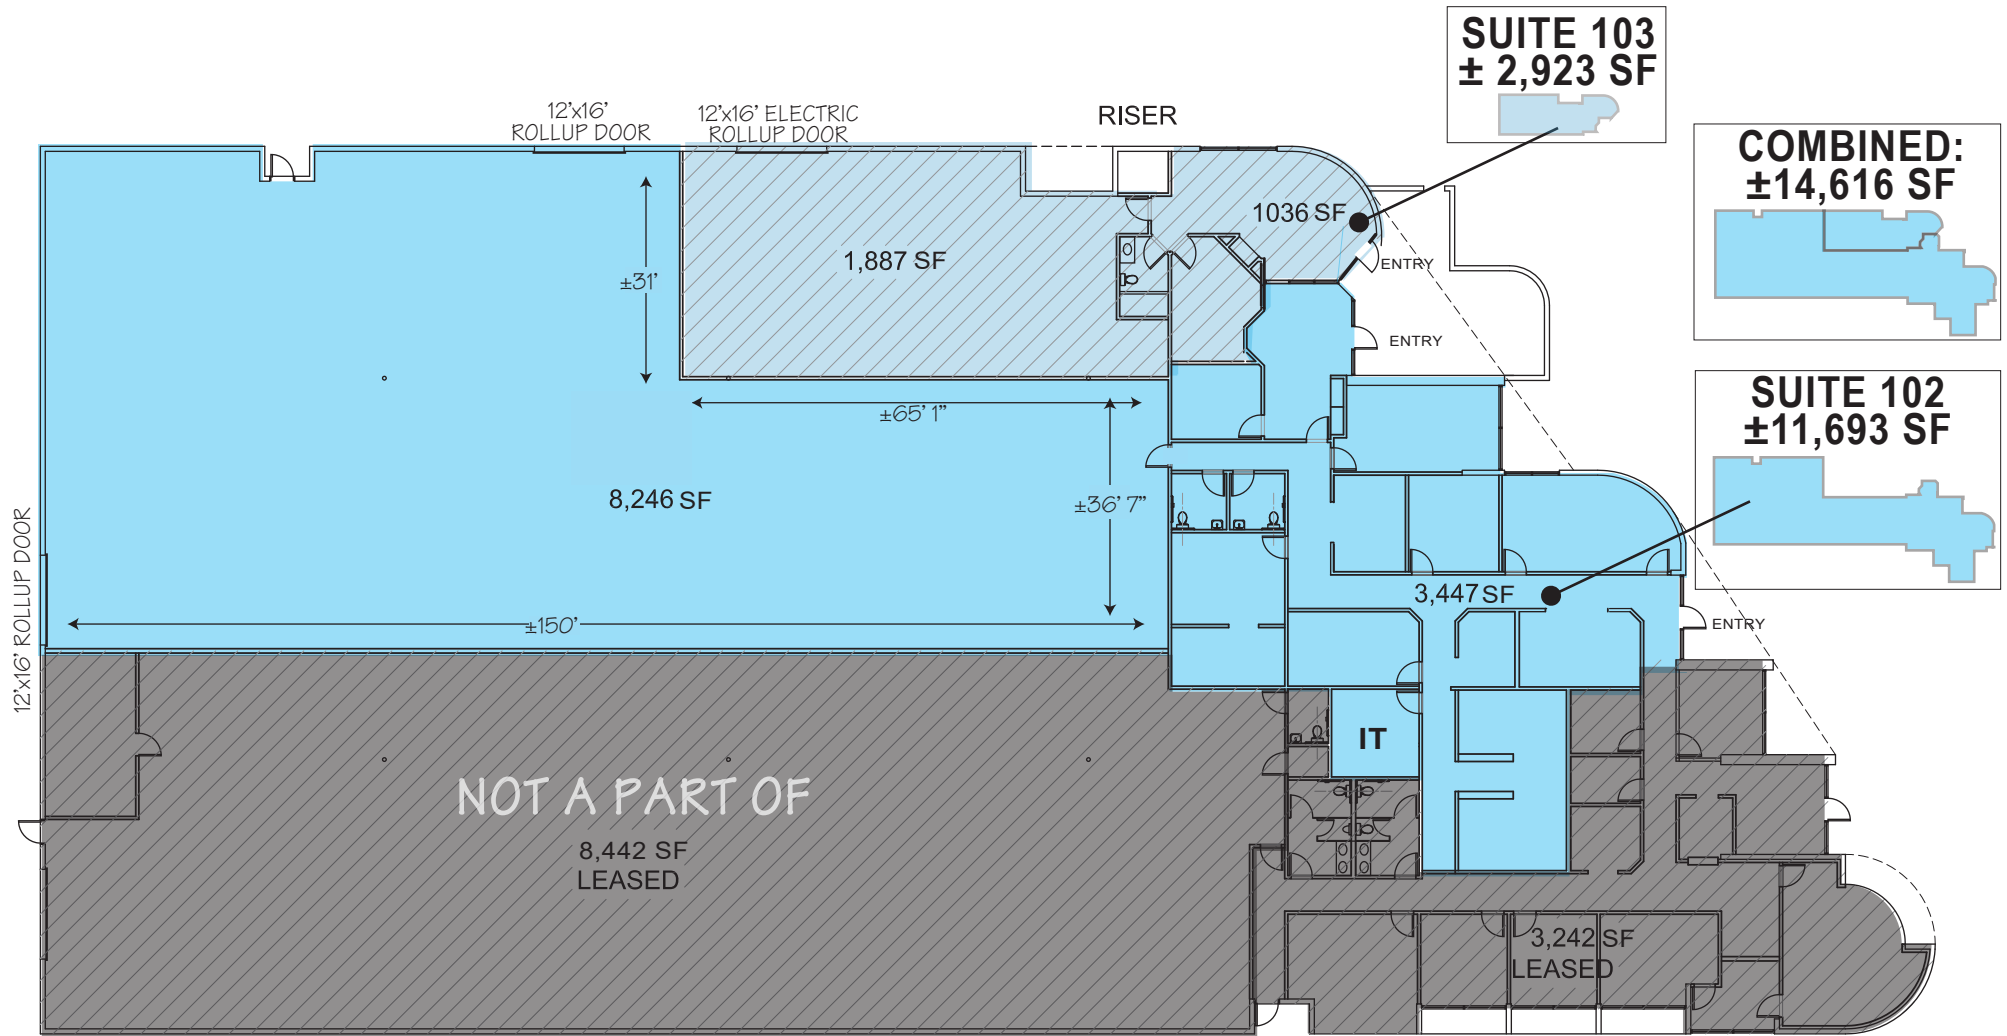 SUITE 103
± 2,923 SF
12'x16'
ROLLUP DOOR
12'x16' ELECTRIC
ROLLUP DOOR
RISER
COMBINED:
±14,616 SF
1036 SF
1,887 SF
ENTRY
±31'
ENTRY
SUITE 102
±11,693 SF
±65' 1"
8,246 SF
±36' 7"
12'x16' ROLLUP DOOR
3,447 SF
±150'
ENTRY
IT
NOT A PART OF
8,442 SF
LEASED
3,242 SF
LEASED